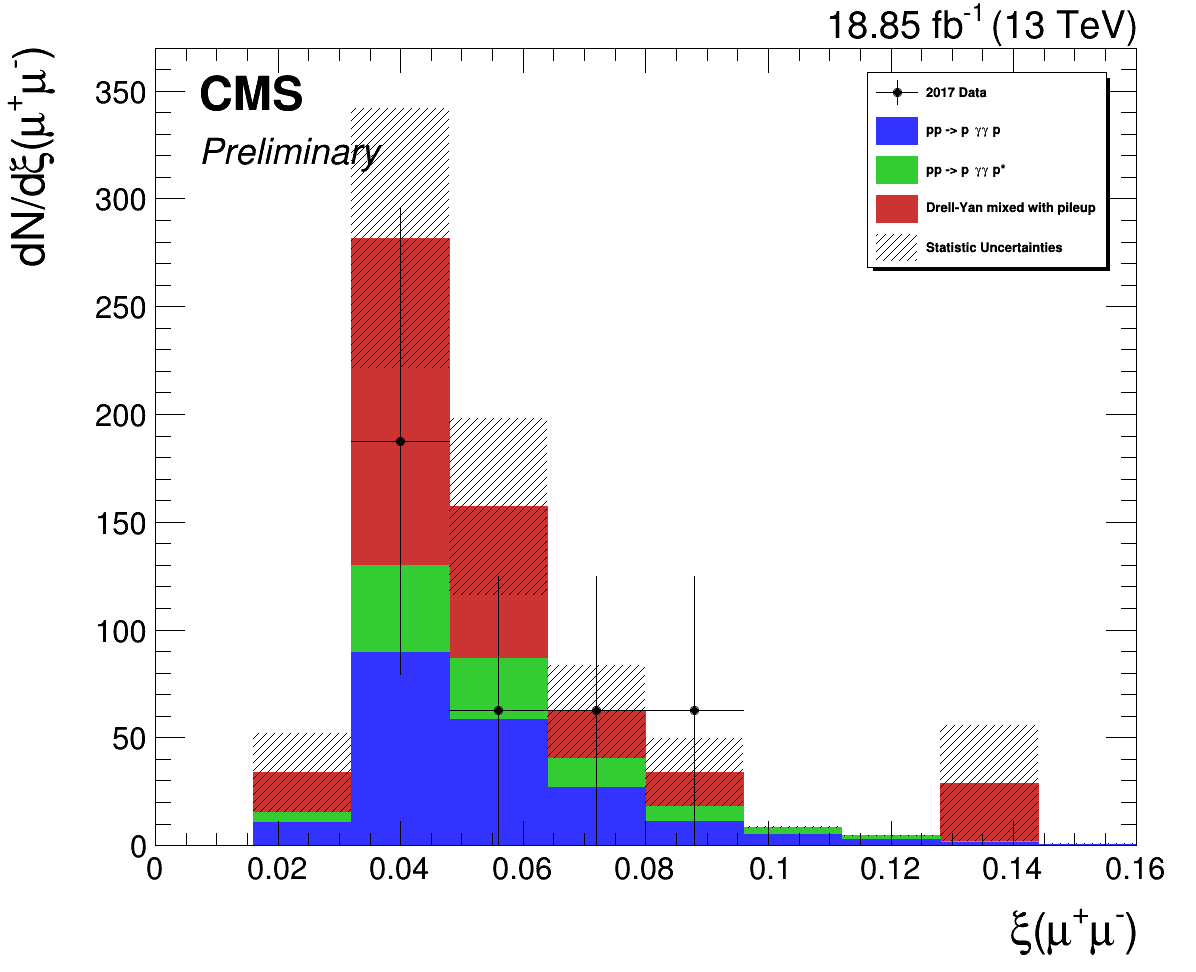 18.85 fb⁻¹ (13 TeV)
CMS
Preliminary
dN/dξ(μ⁺μ⁻)
2017 Data
pp -> p γγ p
pp -> p γγ p*
Drell-Yan mixed with pileup
Statistic Uncertainties
350
300
250
200
150
100
50
0
0 0.02 0.04 0.06 0.08 0.1 0.12 0.14 0.16
ξ(μ⁺μ⁻)